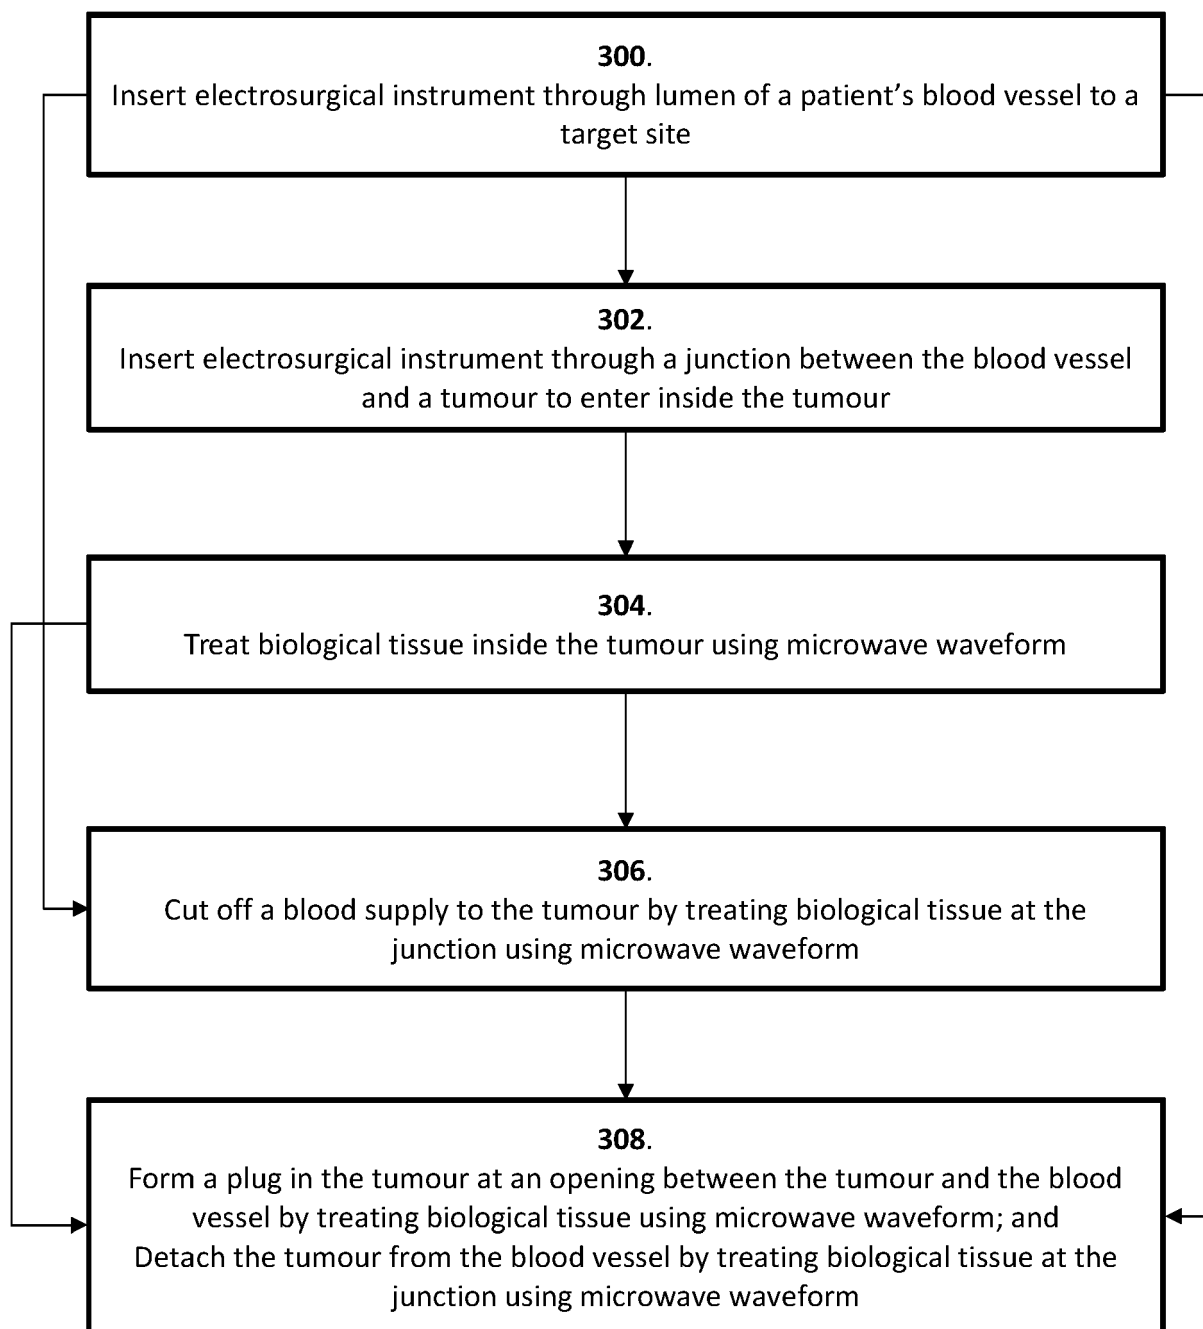 300.
Insert electrosurgical instrument through lumen of a patient’s blood vessel to a
target site
302.
Insert electrosurgical instrument through a junction between the blood vessel
and a tumour to enter inside the tumour
304.
Treat biological tissue inside the tumour using microwave waveform
306.
Cut off a blood supply to the tumour by treating biological tissue at the
junction using microwave waveform
308.
Form a plug in the tumour at an opening between the tumour and the blood
vessel by treating biological tissue using microwave waveform; and
Detach the tumour from the blood vessel by treating biological tissue at the
junction using microwave waveform